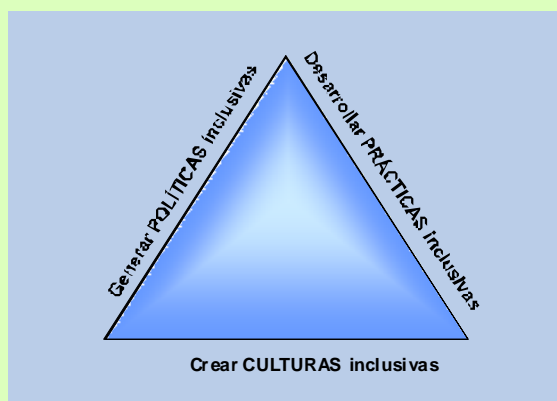 Generar POLÍTICAS inclusivas
Desarrollar PRÁCTICAS inclusivas
Crear CULTURAS inclusivas